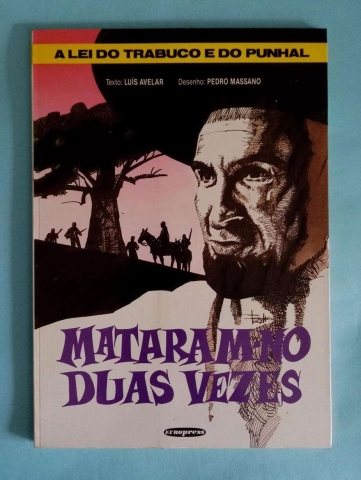 A LEI DO TRABUCO E DO PUNHAL
Texto: LUÍS AVELAR Desenho: PEDRO MASSANO
MATARAM-NO
DUAS VEZES
Europress